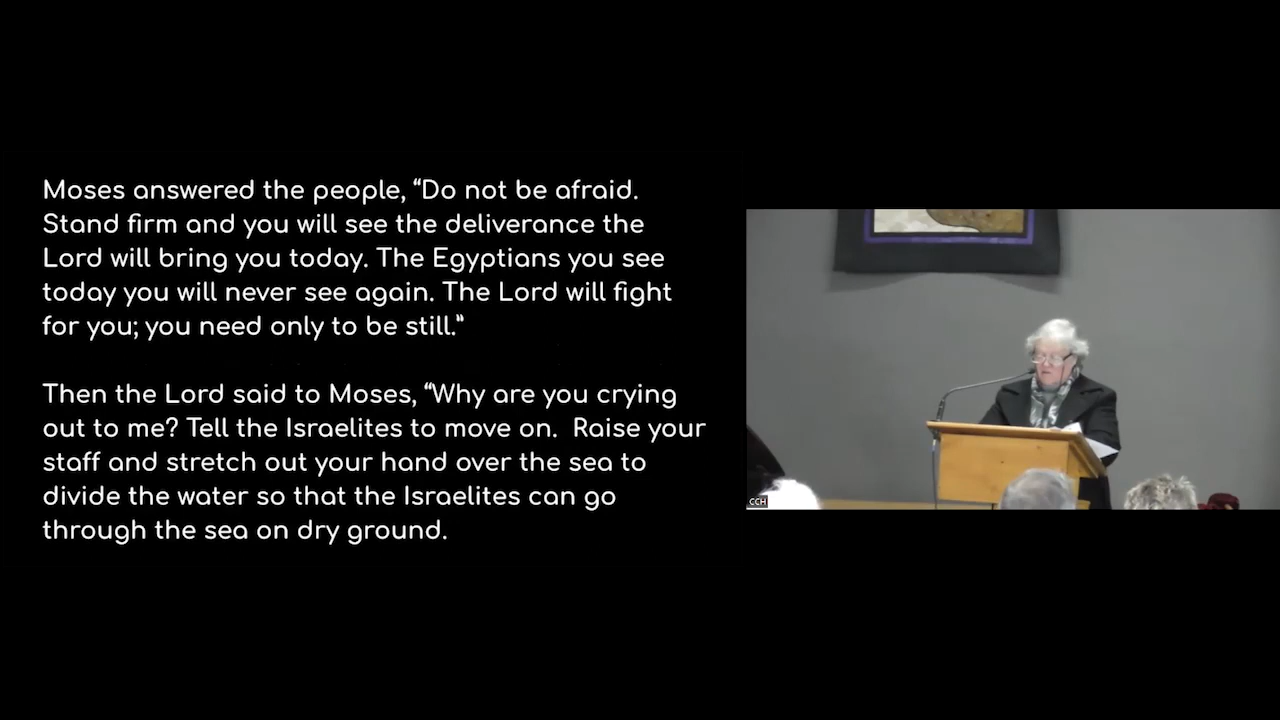 Moses answered the people, “Do not be afraid.
Stand firm and you will see the deliverance the
Lord will bring you today. The Egyptians you see
today you will never see again. The Lord will fight
for you; you need only to be still.”
Then the Lord said to Moses, “Why are you crying
out to me? Tell the Israelites to move on.  Raise your
staff and stretch out your hand over the sea to
divide the water so that the Israelites can go
through the sea on dry ground.
CCH